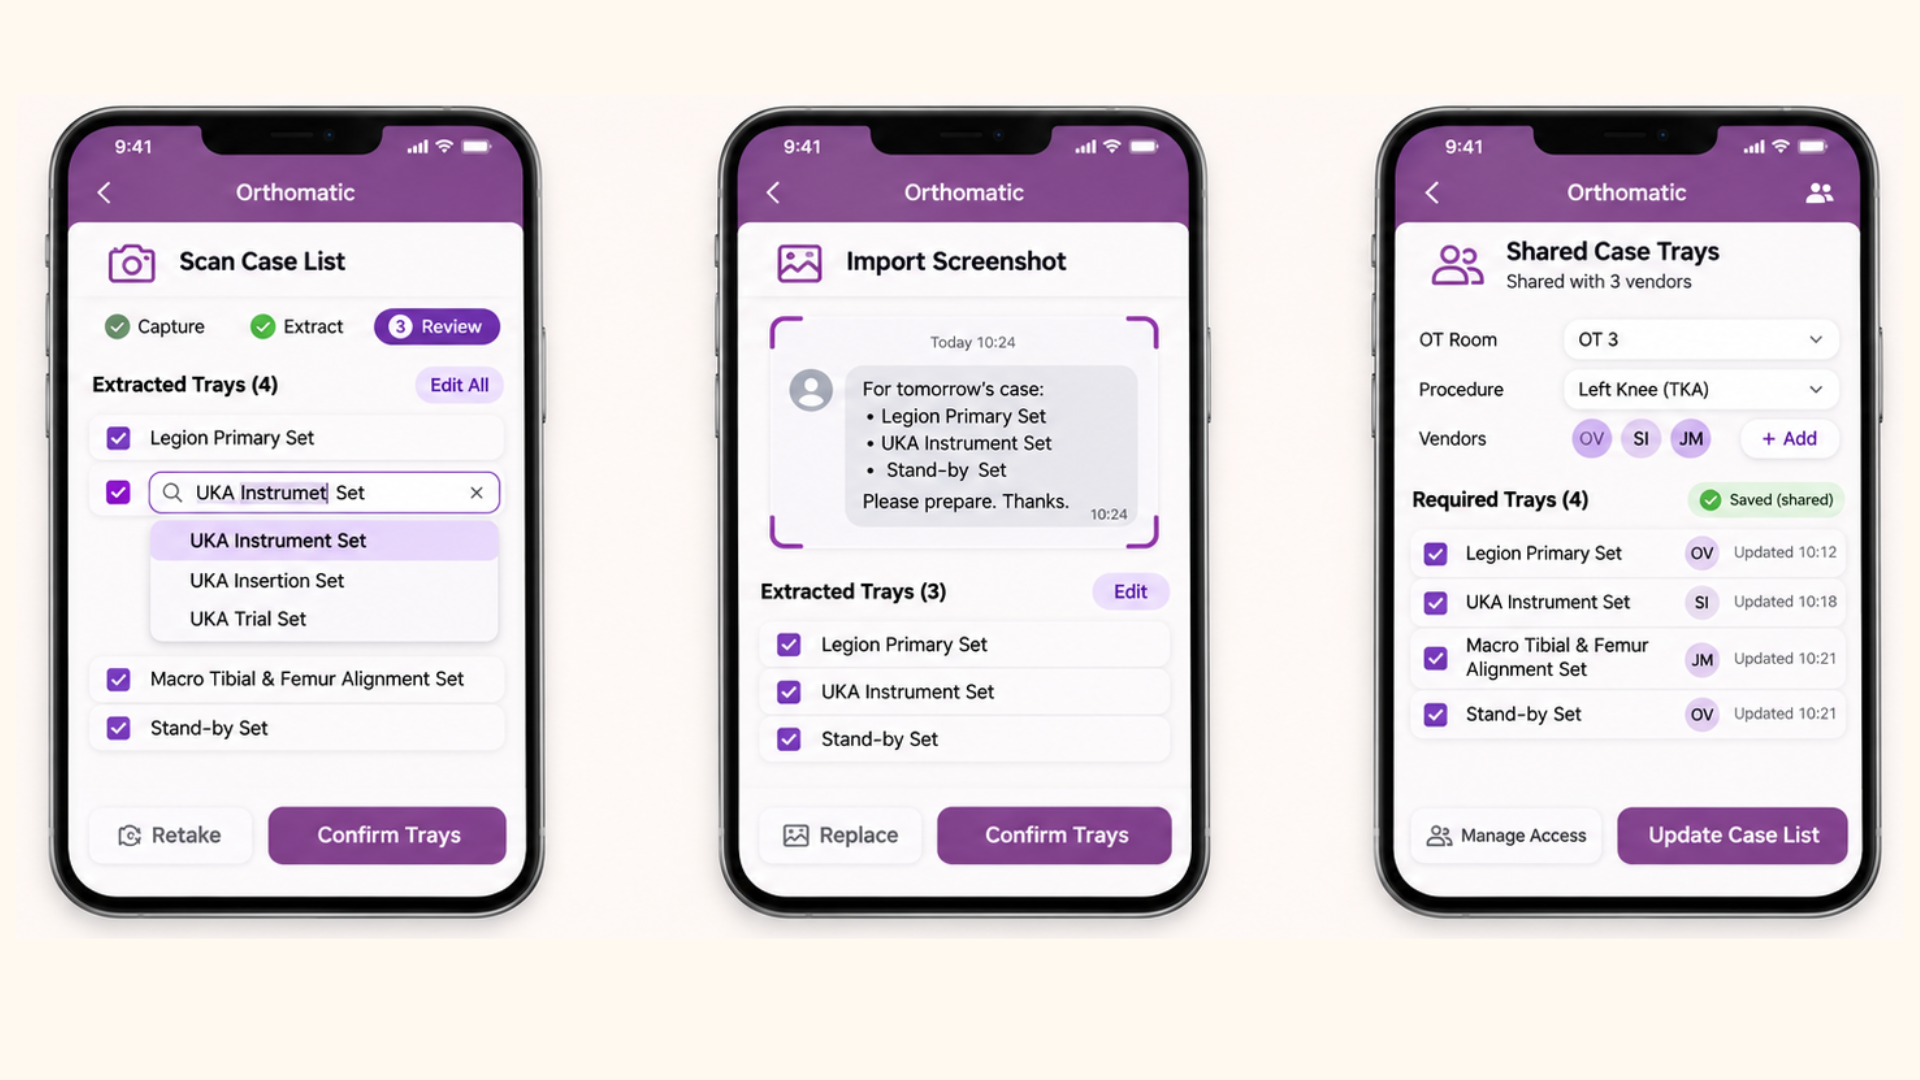 9:41
Orthomatic
Scan Case List
Capture
Extract
3 Review
Extracted Trays (4)
Edit All
Legion Primary Set
UKA Instrumet Set
UKA Instrument Set
UKA Insertion Set
UKA Trial Set
Macro Tibial & Femur Alignment Set
Stand-by Set
Retake
Confirm Trays
9:41
Orthomatic
Import Screenshot
Today 10:24
For tomorrow's case:
• Legion Primary Set
• UKA Instrument Set
• Stand-by Set
Please prepare. Thanks.
10:24
Extracted Trays (3)
Edit
Legion Primary Set
UKA Instrument Set
Stand-by Set
Replace
Confirm Trays
9:41
Orthomatic
Shared Case Trays
Shared with 3 vendors
OT Room
OT 3
Procedure
Left Knee (TKA)
Vendors
OV SI JM
+ Add
Required Trays (4)
Saved (shared)
Legion Primary Set OV Updated 10:12
UKA Instrument Set SI Updated 10:18
Macro Tibial & Femur
Alignment Set JM Updated 10:21
Stand-by Set OV Updated 10:21
Manage Access
Update Case List